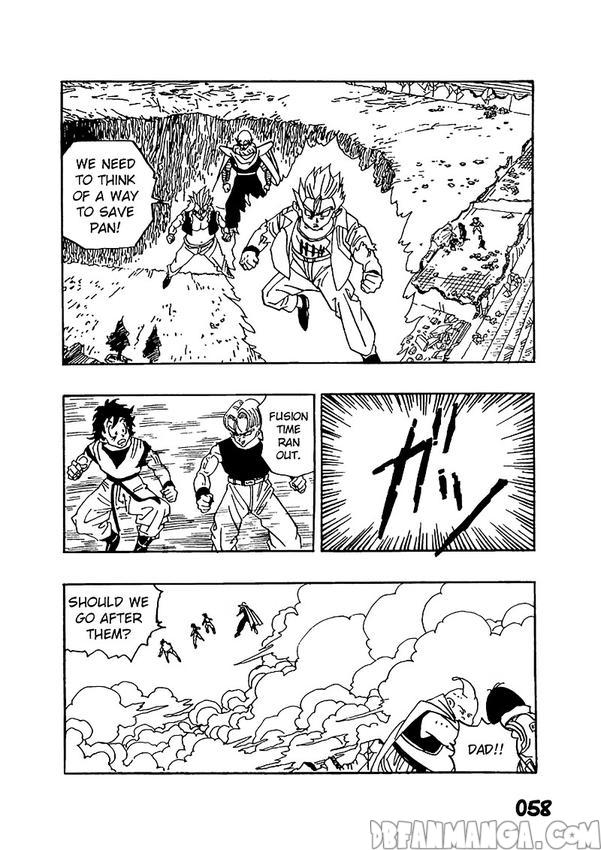 WE NEED
TO THINK
OF A WAY
TO SAVE
PAN!
FUSION
TIME
RAN
OUT.
ガッ
SHOULD WE
GO AFTER
THEM?
DAD!!
058
DBFANMANGA.COM